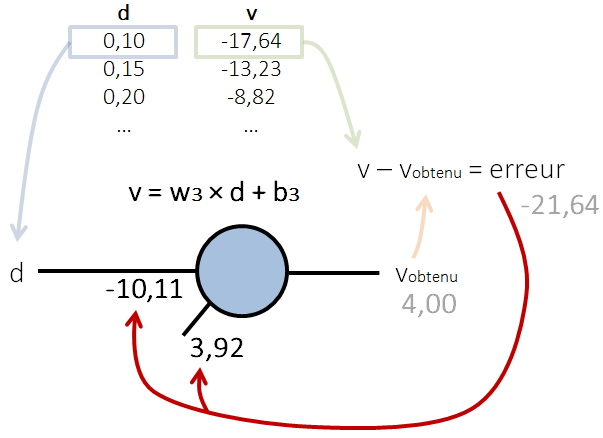 d v
0,10 -17,64
0,15 -13,23
0,20 -8,82
... ...
v – vobtenu = erreur
-21,64
v = w3 × d + b3
d
-10,11
vobtenu
4,00
3,92